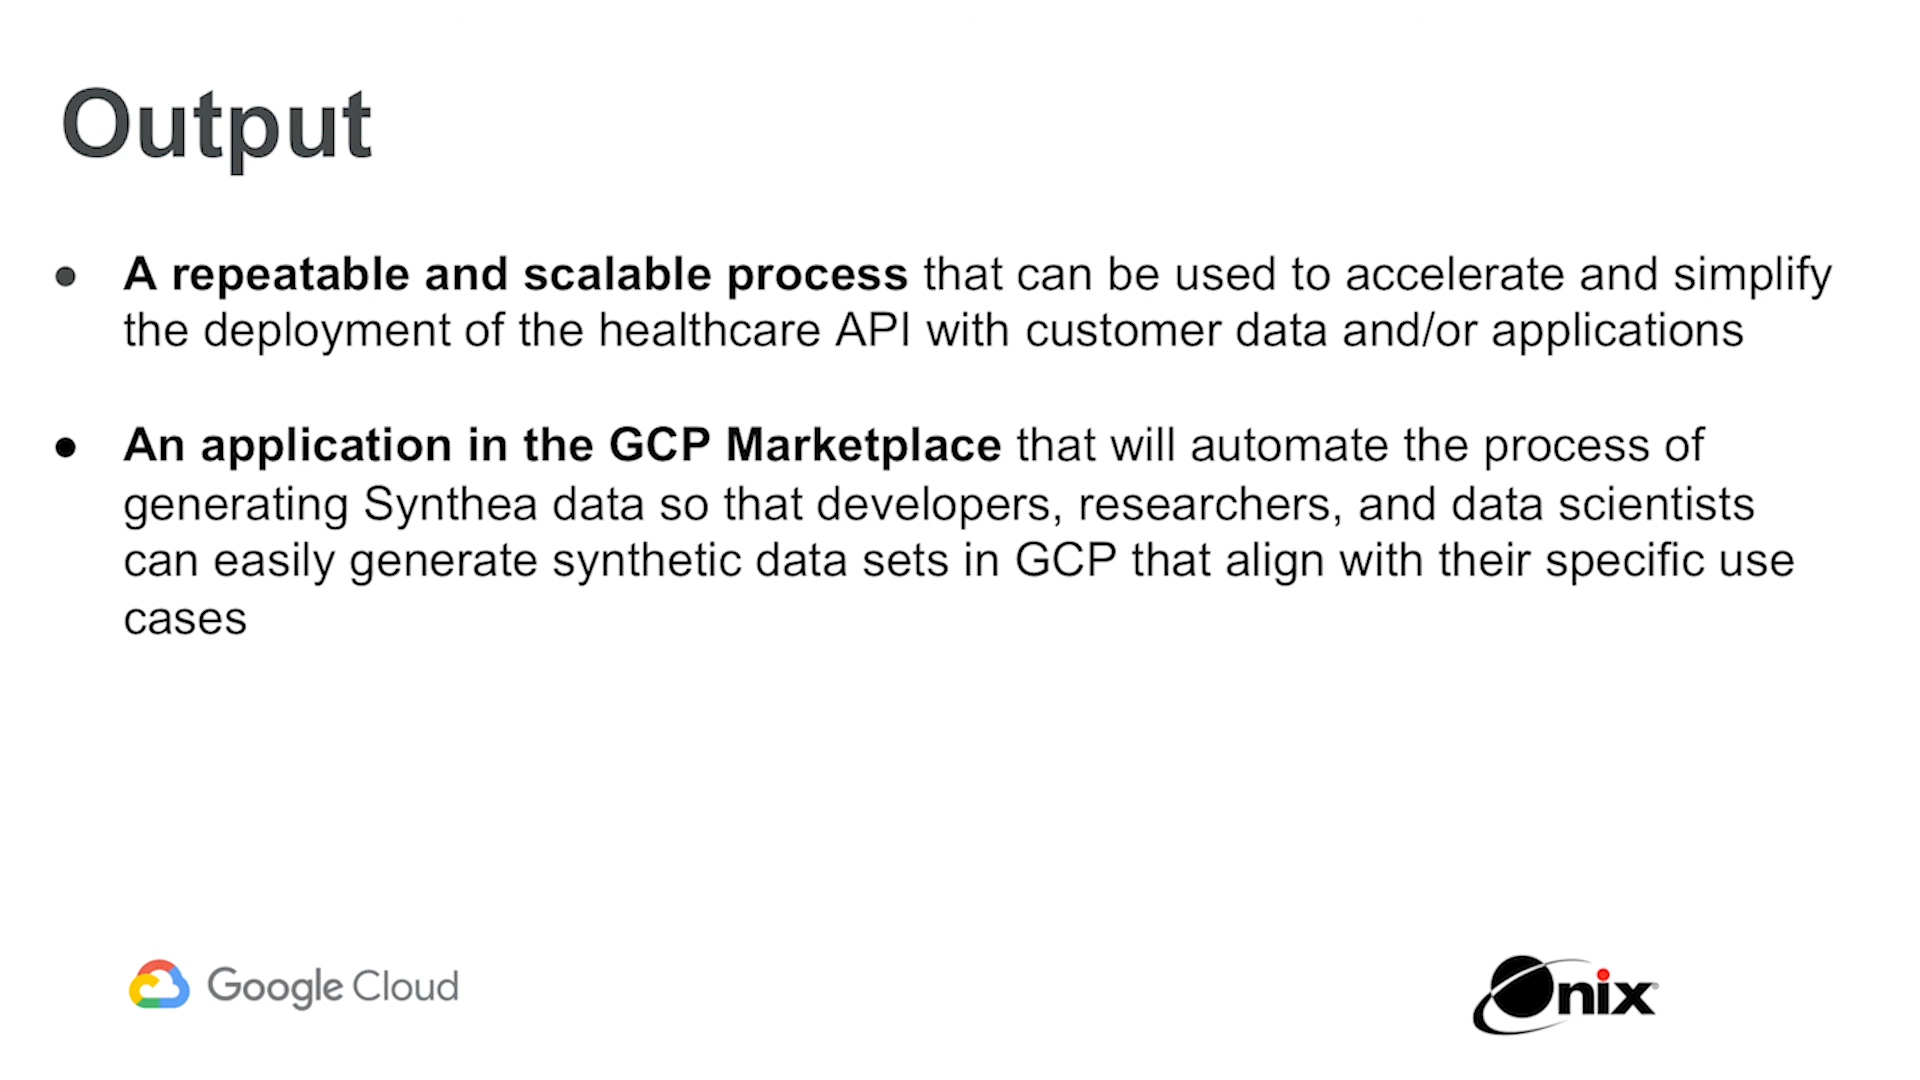 Output
● A repeatable and scalable process that can be used to accelerate and simplify
the deployment of the healthcare API with customer data and/or applications
● An application in the GCP Marketplace that will automate the process of
generating Synthea data so that developers, researchers, and data scientists
can easily generate synthetic data sets in GCP that align with their specific use
cases
Google Cloud
Onix